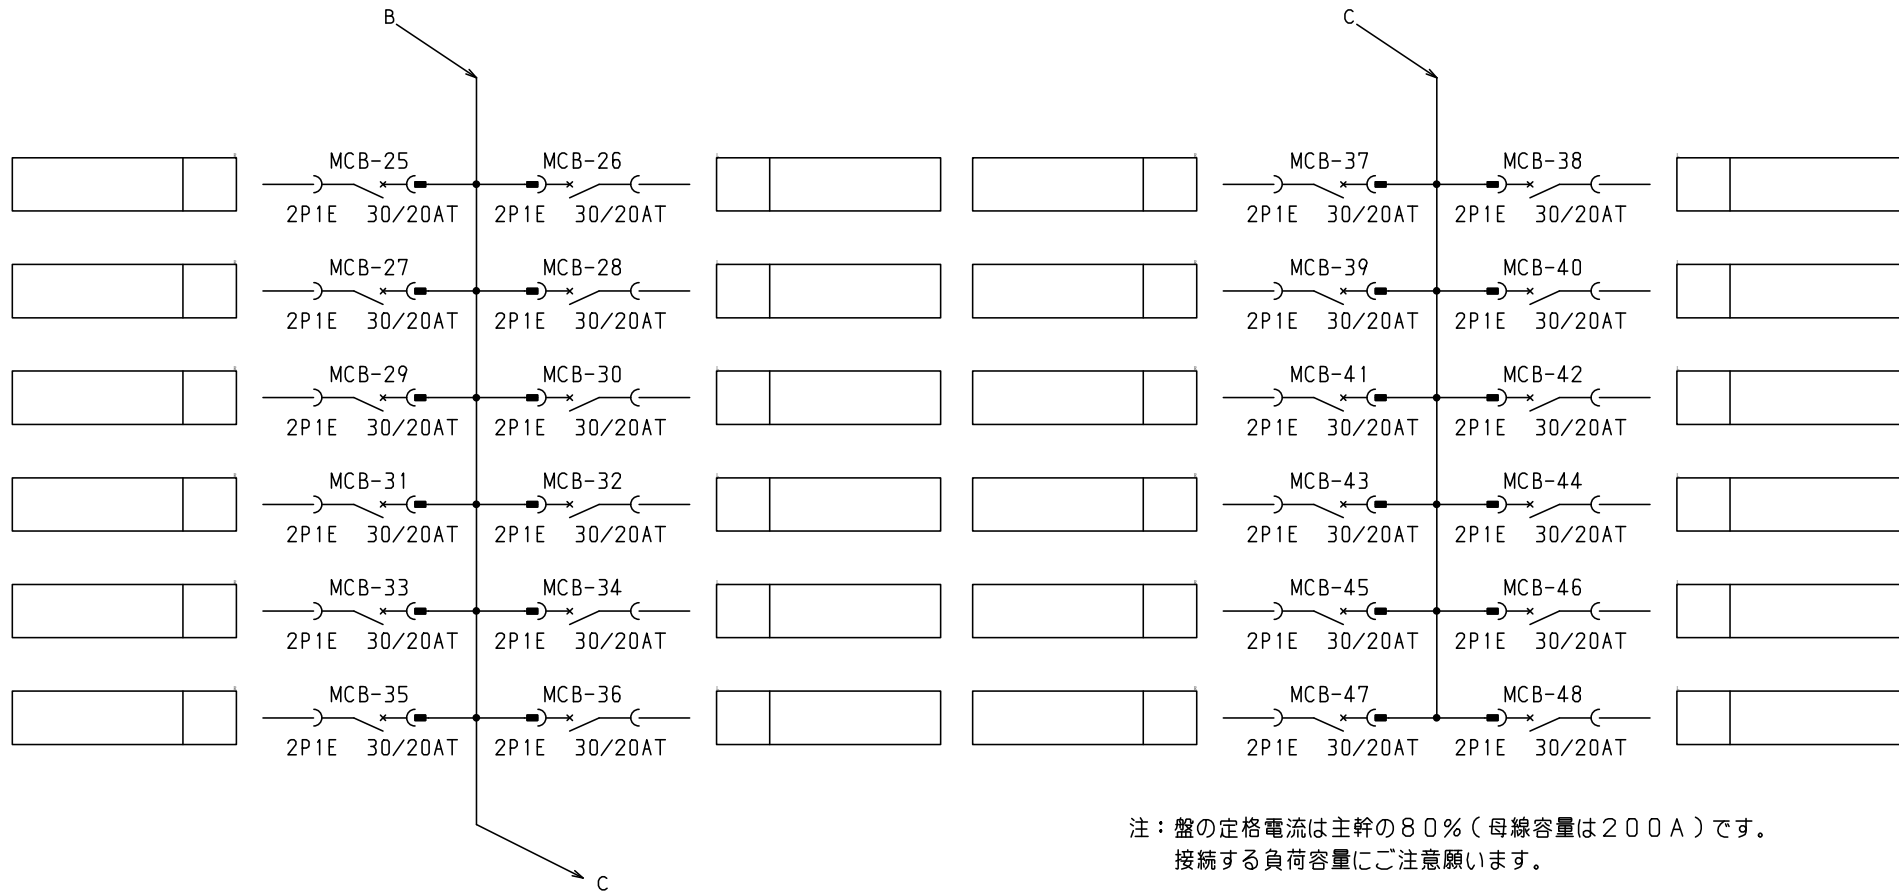 B
C
MCB-25 MCB-26 MCB-37 MCB-38
2P1E 30/20AT 2P1E 30/20AT 2P1E 30/20AT 2P1E 30/20AT
MCB-27 MCB-28 MCB-39 MCB-40
2P1E 30/20AT 2P1E 30/20AT 2P1E 30/20AT 2P1E 30/20AT
MCB-29 MCB-30 MCB-41 MCB-42
2P1E 30/20AT 2P1E 30/20AT 2P1E 30/20AT 2P1E 30/20AT
MCB-31 MCB-32 MCB-43 MCB-44
2P1E 30/20AT 2P1E 30/20AT 2P1E 30/20AT 2P1E 30/20AT
MCB-33 MCB-34 MCB-45 MCB-46
2P1E 30/20AT 2P1E 30/20AT 2P1E 30/20AT 2P1E 30/20AT
MCB-35 MCB-36 MCB-47 MCB-48
2P1E 30/20AT 2P1E 30/20AT 2P1E 30/20AT 2P1E 30/20AT
注：盤の定格電流は主幹の８０％（母線容量は２００Ａ）です。
接続する負荷容量にご注意願います。
C